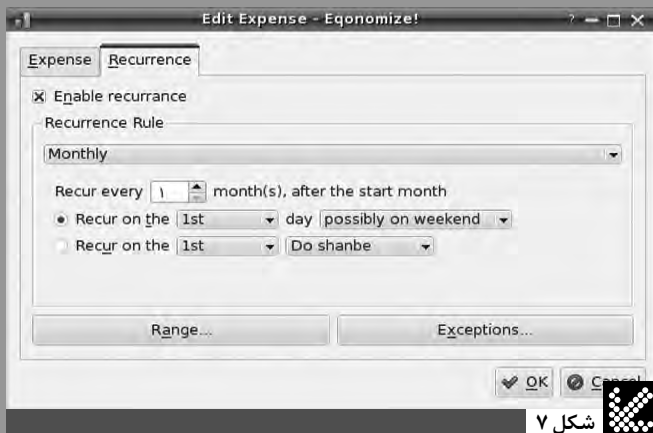 Edit Expense - Eqonomize!
Expense Recurrence
Enable recurrance
Recurrence Rule
Monthly
Recur every ۱ month(s), after the start month
Recur on the 1st day possibly on weekend
Recur on the 1st Do shanbe
Range... Exceptions...
OK Cancel
شکل ۷